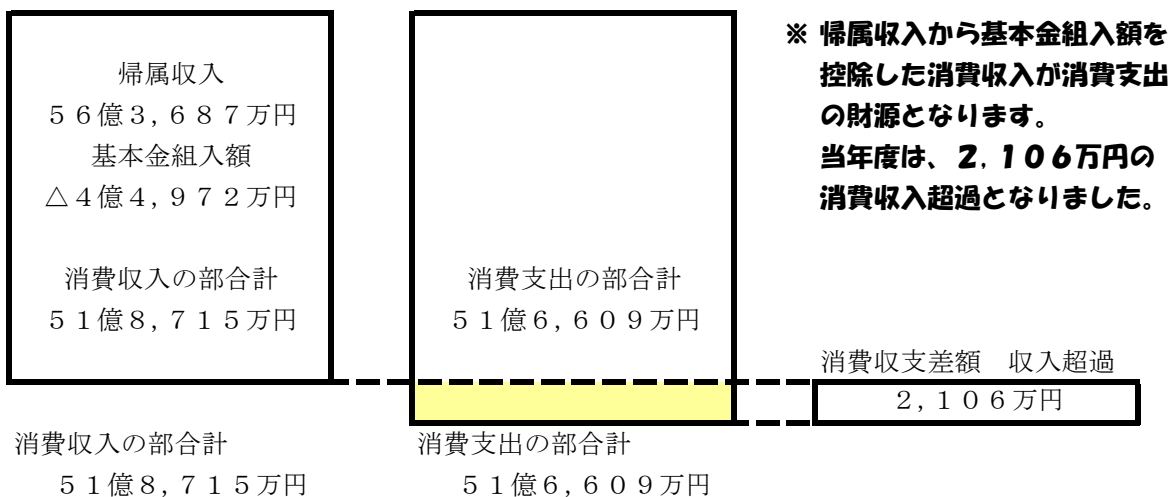 帰属収入
５６億３,６８７万円
基本金組入額
△４億４,９７２万円
消費収入の部合計
５１億８,７１５万円
消費支出の部合計
５１億６,６０９万円
※ 帰属収入から基本金組入額を
控除した消費収入が消費支出
の財源となります。
当年度は、２,１０６万円の
消費収入超過となりました。
消費収支差額　収入超過
２,１０６万円
消費収入の部合計
５１億８,７１５万円
消費支出の部合計
５１億６,６０９万円